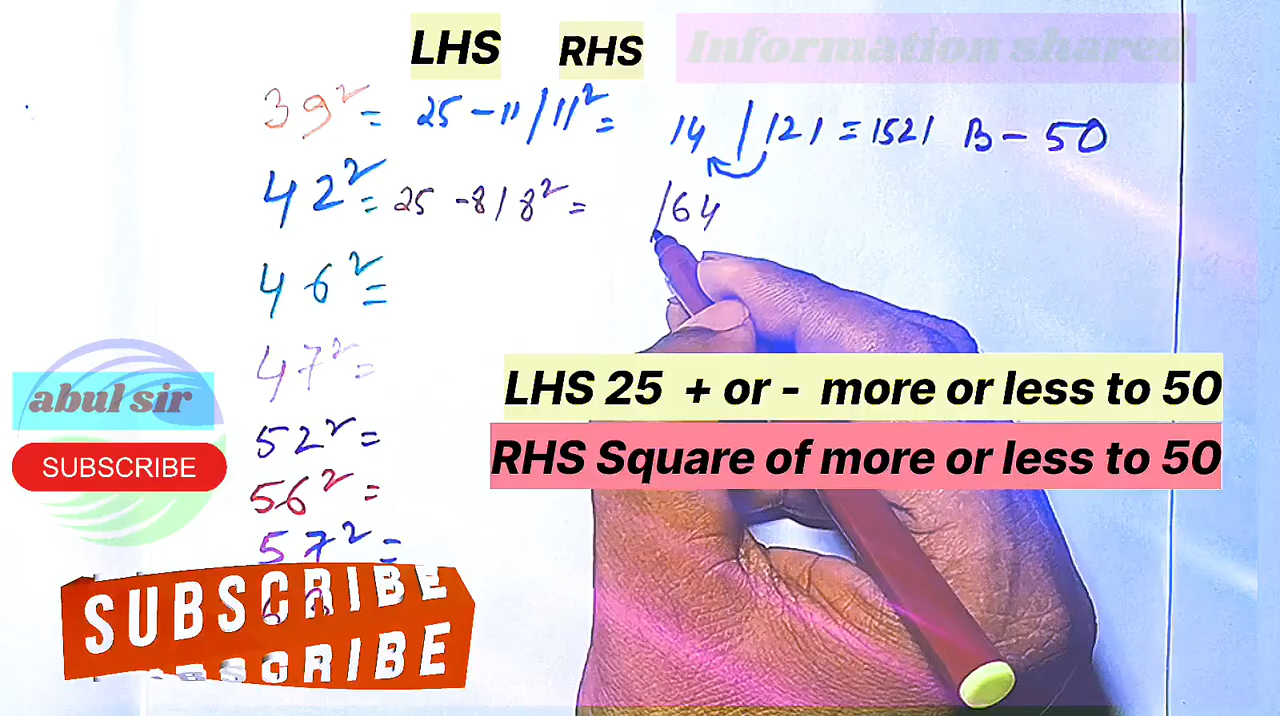 LHS RHS Information shared
39² = 25 - 11 / 11² = 14 / 121 = 1521 B - 50
42² = 25 - 8 / 8² = / 64
46² =
47² =
LHS 25 + or - more or less to 50
abul sir
52² =
RHS Square of more or less to 50
SUBSCRIBE
56² =
57² =
SUBSCRIBE